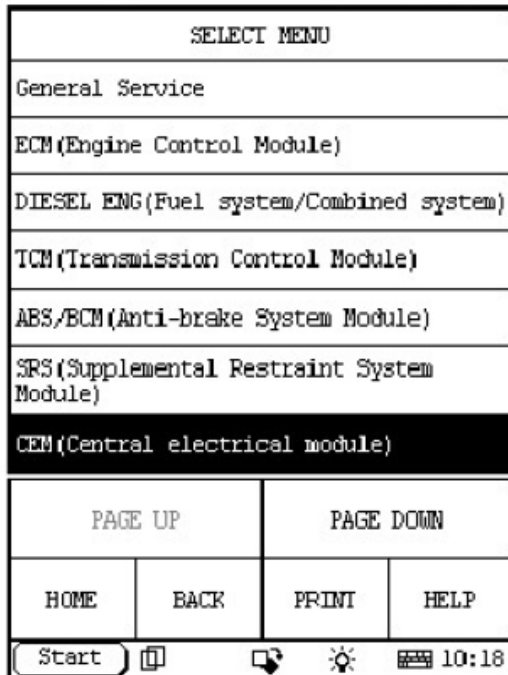 SELECT MENU
General Service
ECM(Engine Control Module)
DIESEL ENG(Fuel system/Combined system)
TCM(Transmission Control Module)
ABS/BCM(Anti-brake System Module)
SRS(Supplemental Restraint System
Module)
CEM(Central electrical module)
PAGE UP PAGE DOWN
HOME BACK PRINT HELP
Start 10:18